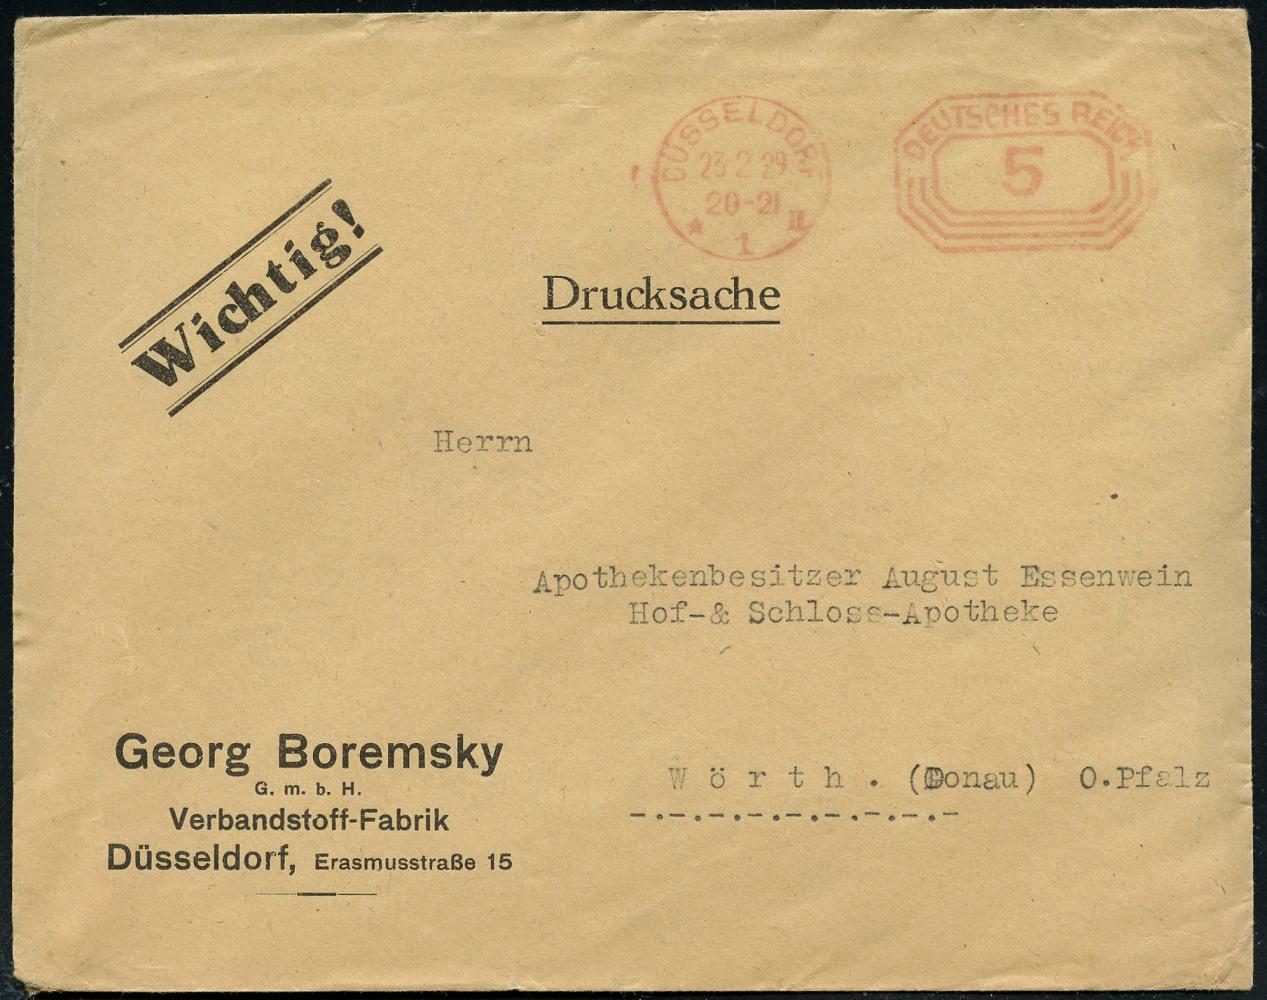 DÜSSELDORF
23.2.29
20-21
* 1 II
DEUTSCHES REICH
5
Wichtig!
Drucksache
Herrn
Apothekenbesitzer August Essenwein
Hof-& Schloss-Apotheke
W ö r t h . (Donau) O.Pfalz
-.-.-.-.-.-.-.-.-
Georg Boremsky
G. m. b. H.
Verbandstoff-Fabrik
Düsseldorf, Erasmusstraße 15